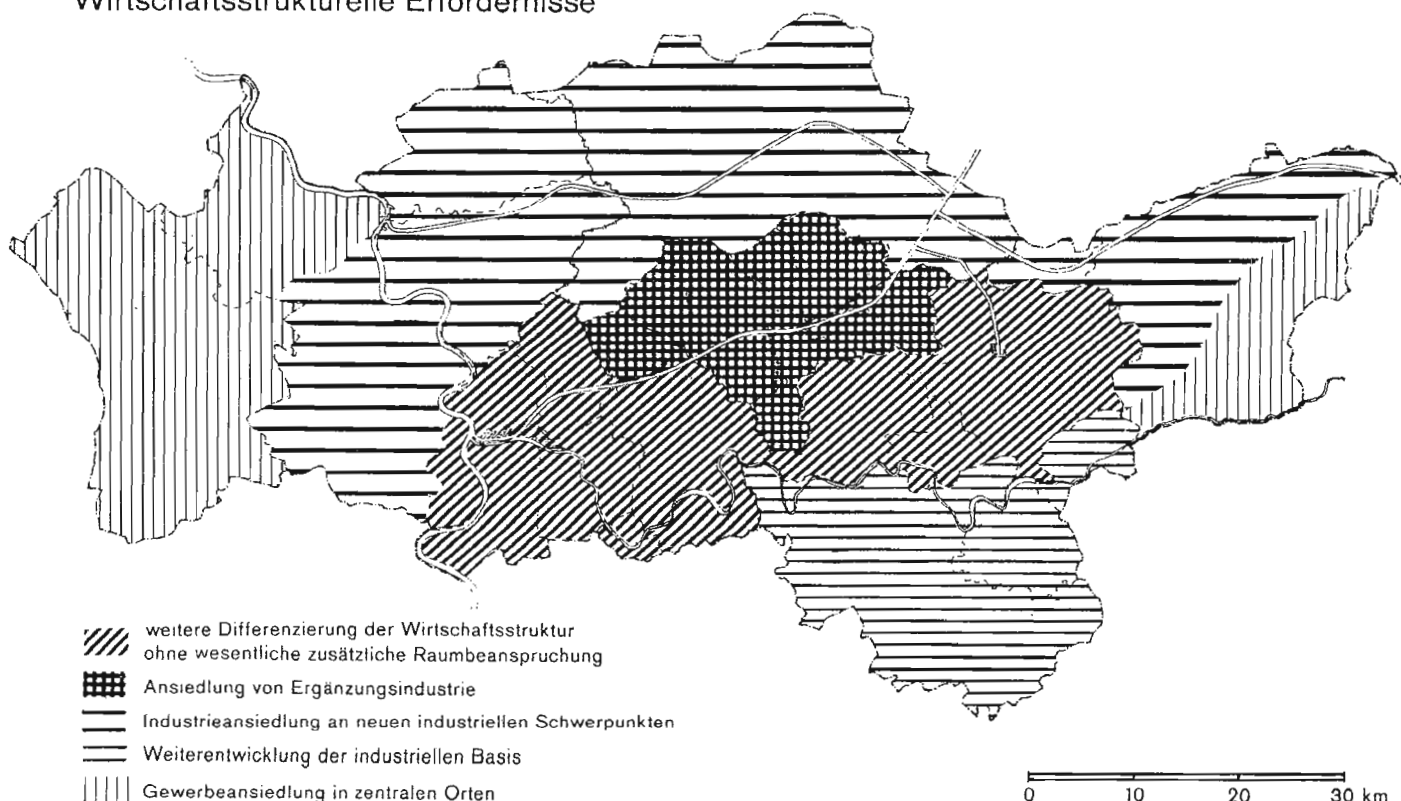 Wirtschaftsstrukturelle Erfordernisse
weitere Differenzierung der Wirtschaftsstruktur
ohne wesentliche zusätzliche Raumbeanspruchung
Ansiedlung von Ergänzungsindustrie
Industrieansiedlung an neuen industriellen Schwerpunkten
Weiterentwicklung der industriellen Basis
Gewerbeansiedlung in zentralen Orten
0 10 20 30 km